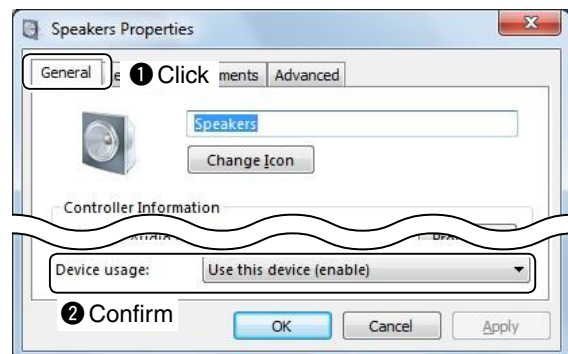 Speakers Properties
General ❶ Click ments Advanced
Speakers
Change Icon
Controller Information
Device usage: Use this device (enable)
❷ Confirm
OK Cancel Apply